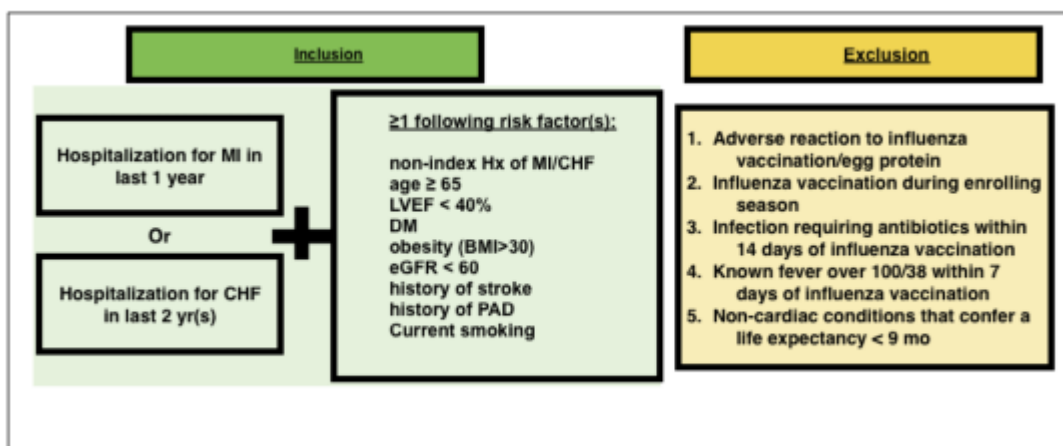 Inclusion
Hospitalization for MI in
last 1 year
Or
Hospitalization for CHF
in last 2 yr(s)
≥1 following risk factor(s):
non-index Hx of MI/CHF
age ≥ 65
LVEF < 40%
DM
obesity (BMI>30)
eGFR < 60
history of stroke
history of PAD
Current smoking
Exclusion
1. Adverse reaction to influenza
vaccination/egg protein
2. Influenza vaccination during enrolling
season
3. Infection requiring antibiotics within
14 days of influenza vaccination
4. Known fever over 100/38 within 7
days of influenza vaccination
5. Non-cardiac conditions that confer a
life expectancy < 9 mo